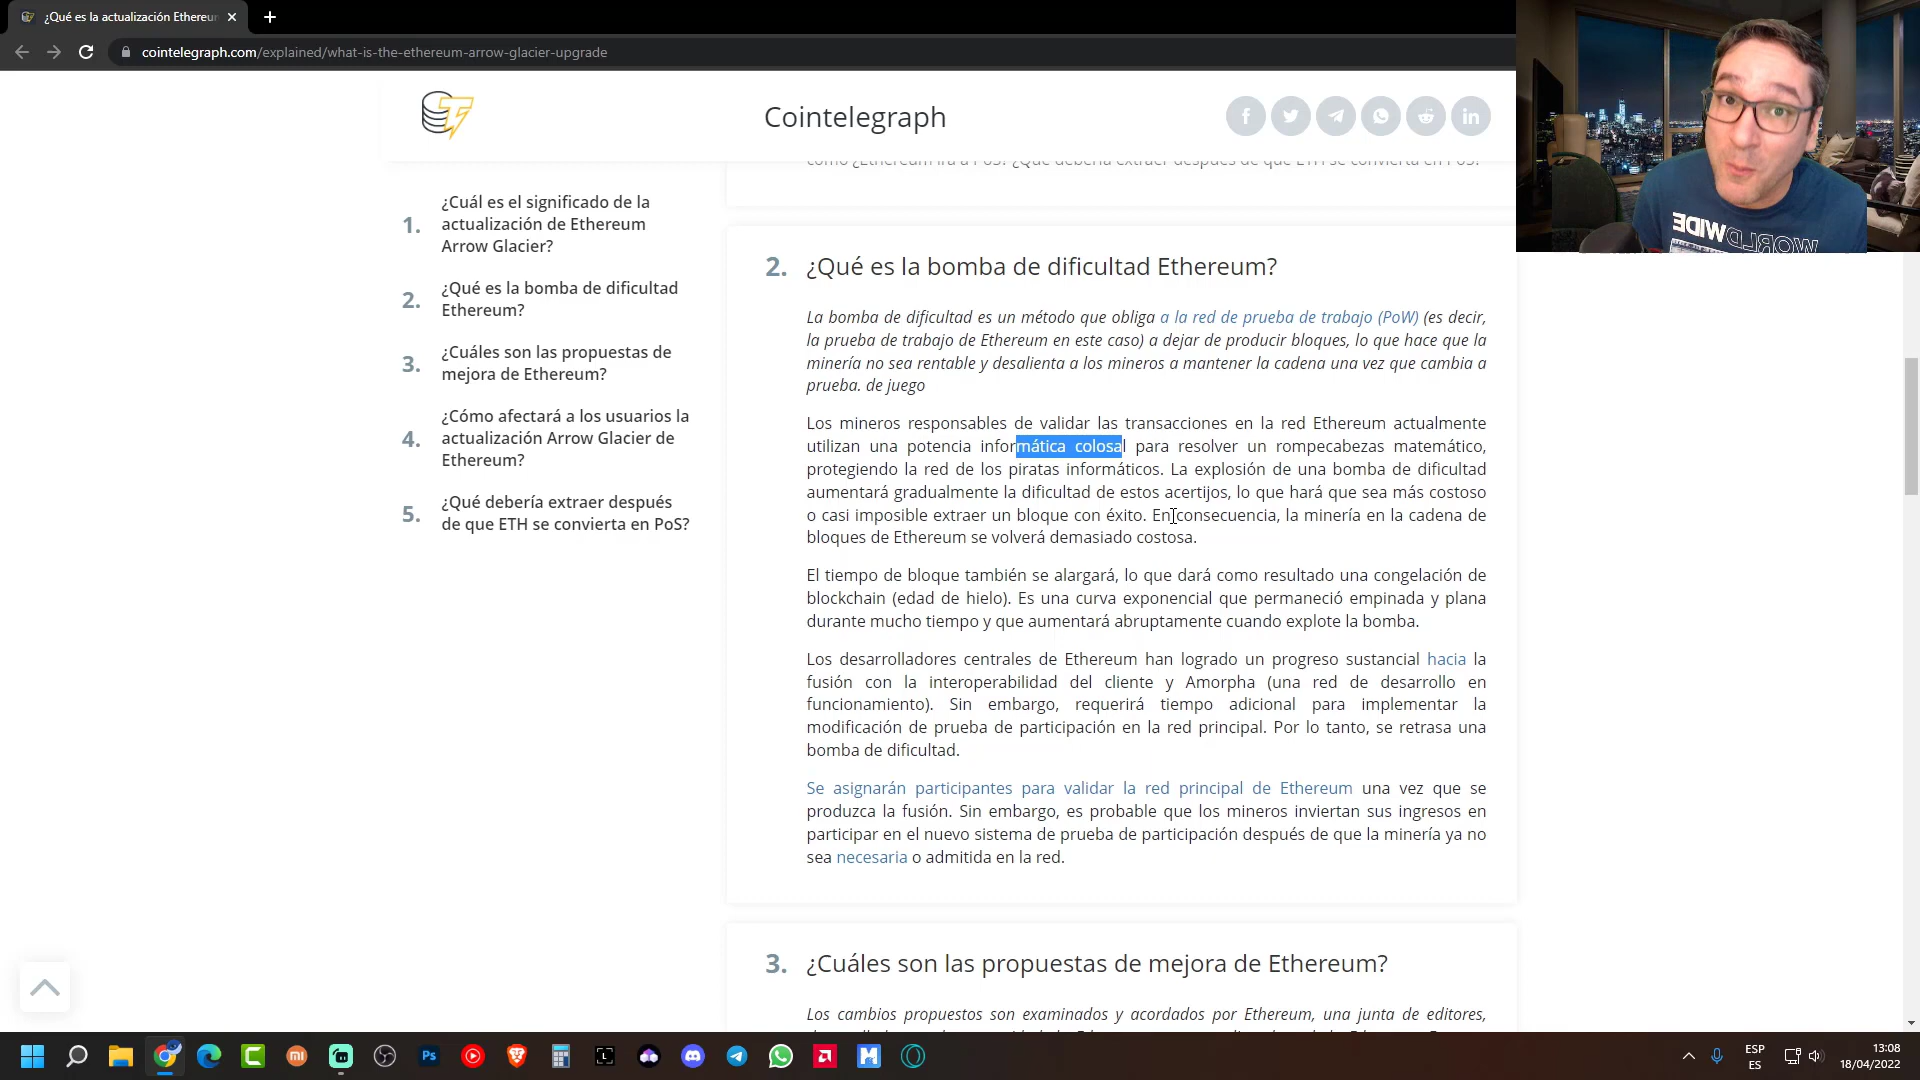 ¿Qué es la actualización Ethereum
cointelegraph.com/explained/what-is-the-ethereum-arrow-glacier-upgrade
Cointelegraph
WIDE
WORLD
como ¿Ethereum irá a PoS? ¿Qué debería extraer después de que ETH se convierta en PoS?
1. ¿Cuál es el significado de la
actualización de Ethereum
Arrow Glacier?
2. ¿Qué es la bomba de dificultad
Ethereum?
3. ¿Cuáles son las propuestas de
mejora de Ethereum?
4. ¿Cómo afectará a los usuarios la
actualización Arrow Glacier de
Ethereum?
5. ¿Qué debería extraer después
de que ETH se convierta en PoS?
2. ¿Qué es la bomba de dificultad Ethereum?
La bomba de dificultad es un método que obliga a la red de prueba de trabajo (PoW) (es decir,
la prueba de trabajo de Ethereum en este caso) a dejar de producir bloques, lo que hace que la
minería no sea rentable y desalienta a los mineros a mantener la cadena una vez que cambia a
prueba. de juego
Los mineros responsables de validar las transacciones en la red Ethereum actualmente
utilizan una potencia informática colosal para resolver un rompecabezas matemático,
protegiendo la red de los piratas informáticos. La explosión de una bomba de dificultad
aumentará gradualmente la dificultad de estos acertijos, lo que hará que sea más costoso
o casi imposible extraer un bloque con éxito. En consecuencia, la minería en la cadena de
bloques de Ethereum se volverá demasiado costosa.
El tiempo de bloque también se alargará, lo que dará como resultado una congelación de
blockchain (edad de hielo). Es una curva exponencial que permaneció empinada y plana
durante mucho tiempo y que aumentará abruptamente cuando explote la bomba.
Los desarrolladores centrales de Ethereum han logrado un progreso sustancial hacia la
fusión con la interoperabilidad del cliente y Amorpha (una red de desarrollo en
funcionamiento). Sin embargo, requerirá tiempo adicional para implementar la
modificación de prueba de participación en la red principal. Por lo tanto, se retrasa una
bomba de dificultad.
Se asignarán participantes para validar la red principal de Ethereum una vez que se
produzca la fusión. Sin embargo, es probable que los mineros inviertan sus ingresos en
participar en el nuevo sistema de prueba de participación después de que la minería ya no
sea necesaria o admitida en la red.
3. ¿Cuáles son las propuestas de mejora de Ethereum?
Los cambios propuestos son examinados y acordados por Ethereum, una junta de editores,
ESP
ES
13:08
18/04/2022